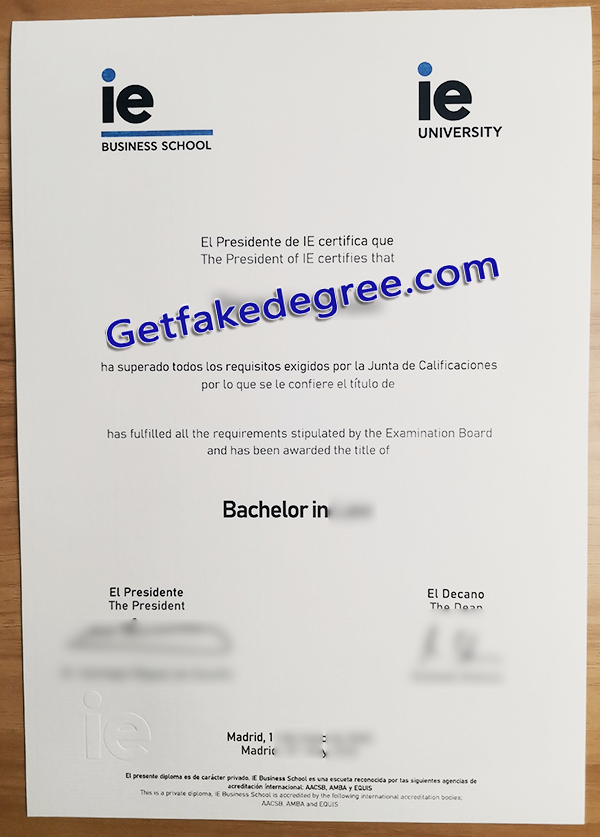 ie ie
BUSINESS SCHOOL UNIVERSITY
El Presidente de IE certifica que
The President of IE certifies that
Getfakedegree.com
ha superado todos los requisitos exigidos por la Junta de Calificaciones
por lo que se le confiere el título de
has fulfilled all the requirements stipulated by the Examination Board
and has been awarded the title of
Bachelor in
El Presidente El Decano
The President The Dean
ie
Madrid, 1
Madrid
El presente diploma es de carácter privado. IE Business School es una escuela reconocida por las siguientes agencias de
acreditación internacional: AACSB, AMBA y EQUIS
This is a private diploma, IE Business School is accredited by the following international accreditation bodies;
AACSB, AMBA and EQUIS